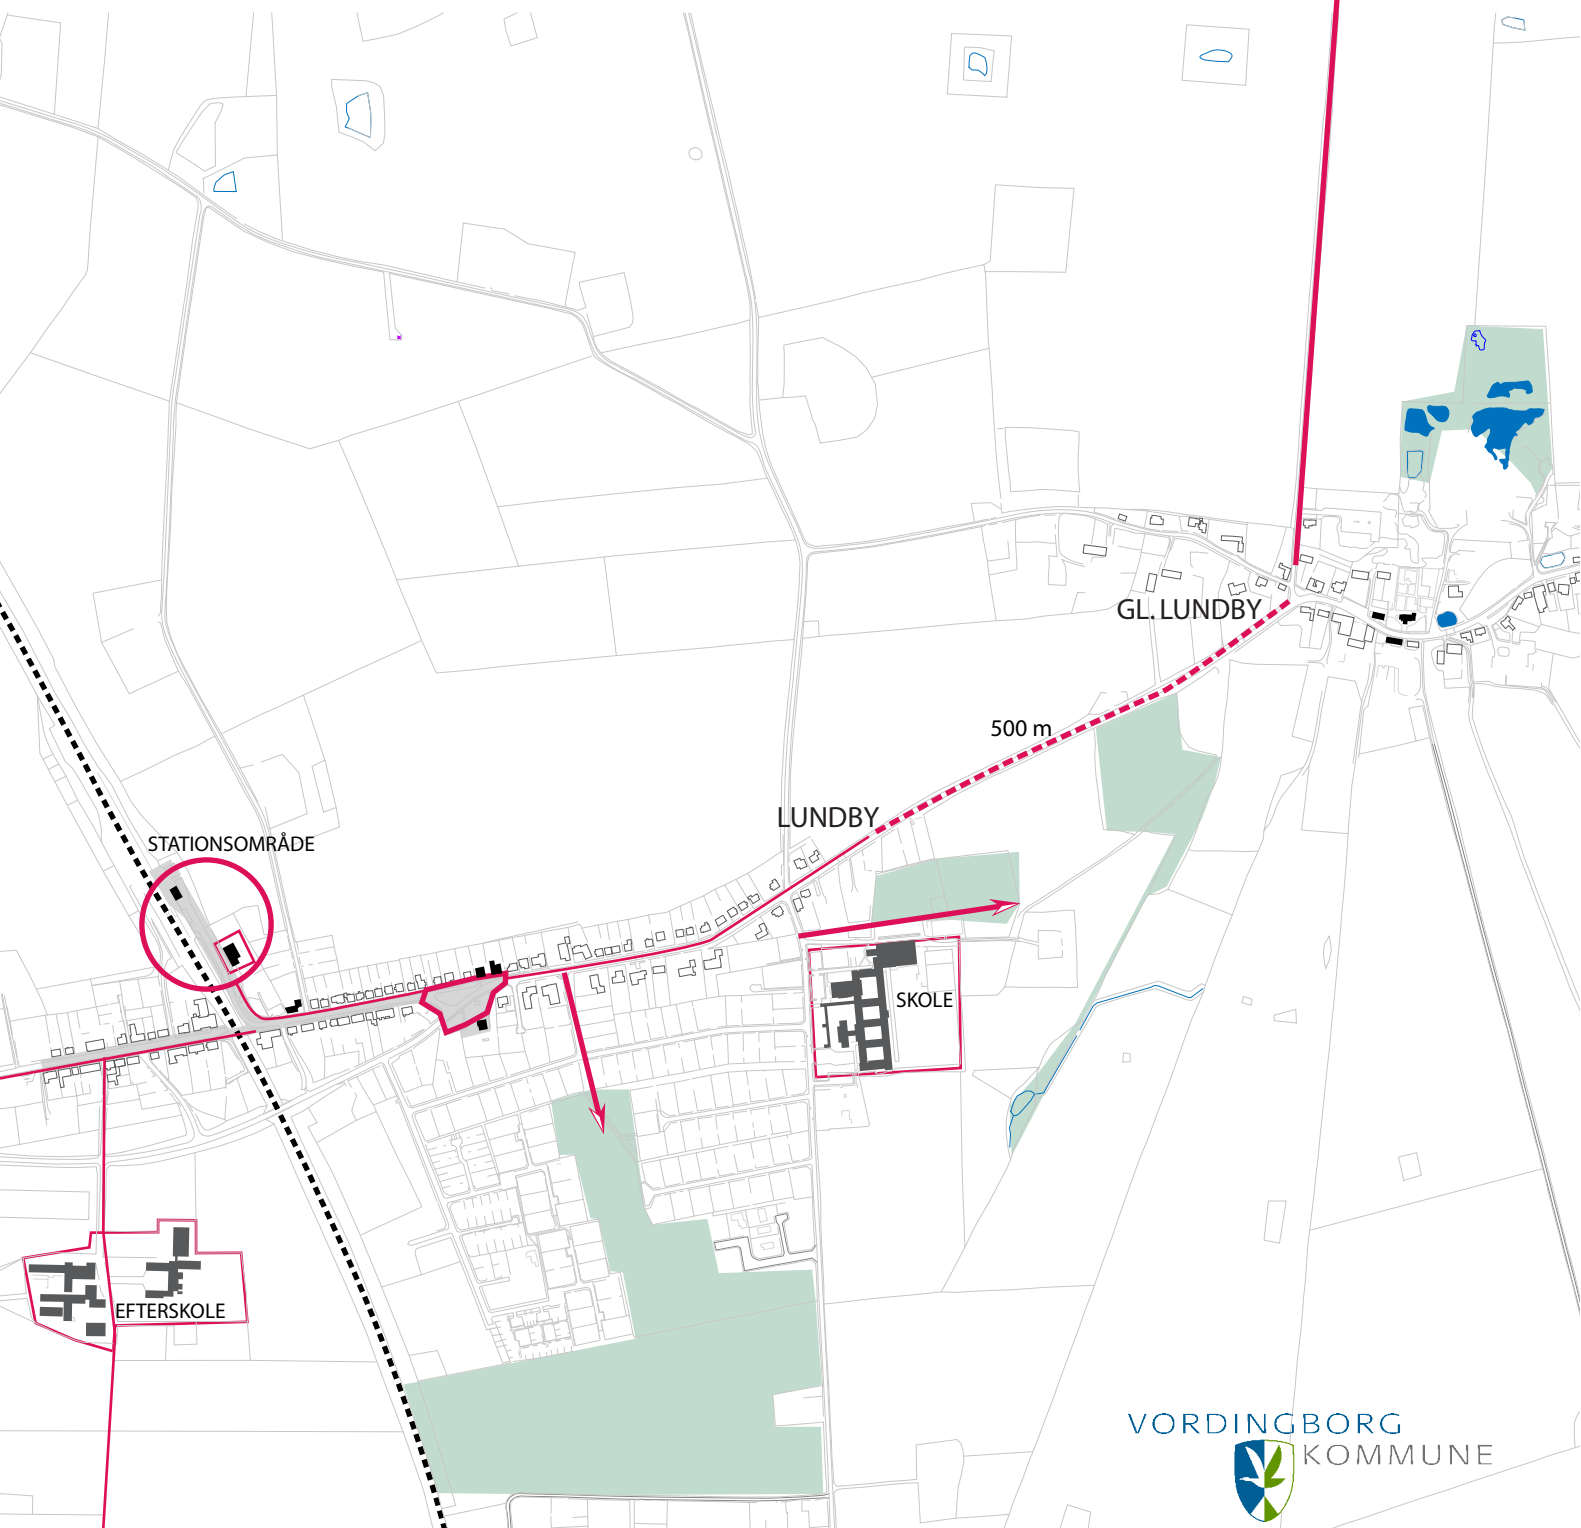 GL. LUNDBY
500 m
LUNDBY
STATIONSOMRÅDE
SKOLE
EFTERSKOLE
VORDINGBORG
KOMMUNE